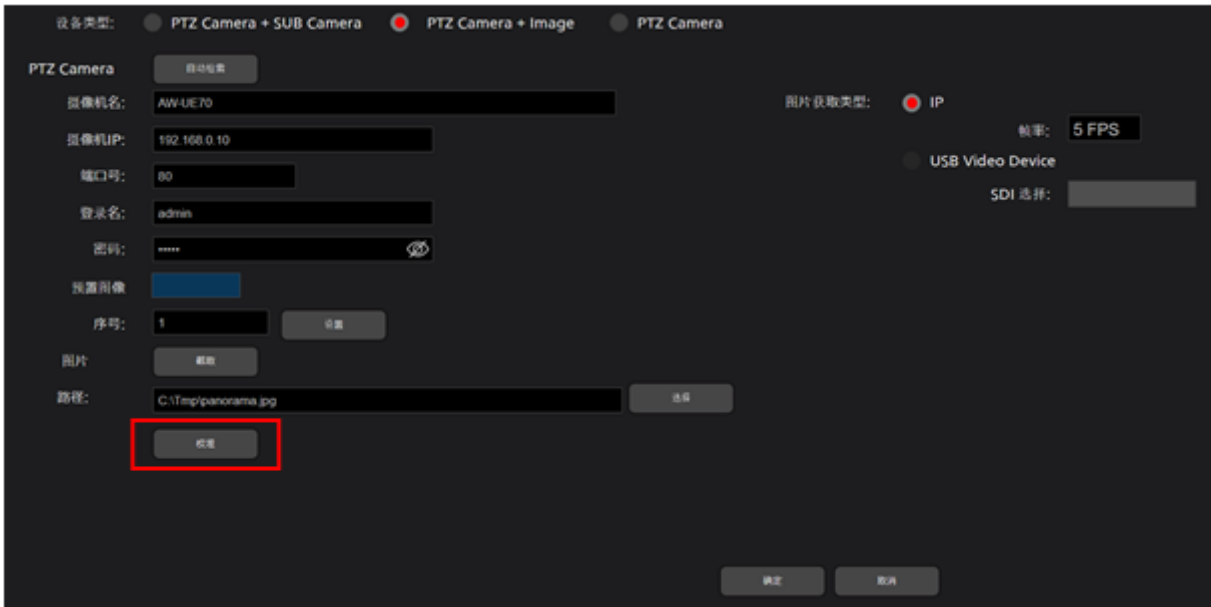 设备类型: PTZ Camera + SUB Camera PTZ Camera + Image PTZ Camera
PTZ Camera 自动检索
摄像机名: AW-UE70
图片获取类型: IP
摄像机IP: 192.168.0.10
帧率: 5 FPS
端口号: 80
USB Video Device
SDI 选择:
登录名: admin
密码: •••••
预置图像
序号: 1 设置
图片 截取
路径: C:\Tmp\panorama.jpg 选择
校准
确定 取消